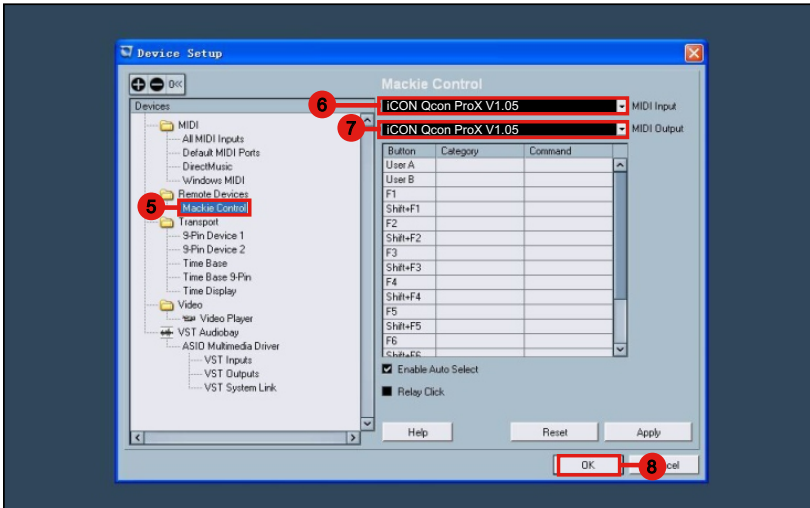 Device Setup
0<<
Mackie Control
Devices
6
iCON Qcon ProX V1.05
MIDI Input
7
iCON Qcon ProX V1.05
MIDI Output
MIDI
All MIDI Inputs
Default MIDI Ports
DirectMusic
Windows MIDI
Remote Devices
5
Mackie Control
Transport
9-Pin Device 1
9-Pin Device 2
Time Base
Time Base 9-Pin
Time Display
Video
Video Player
VST Audiobay
ASIO Multimedia Driver
VST Inputs
VST Outputs
VST System Link
Button Category Command
User A
User B
F1
Shift+F1
F2
Shift+F2
F3
Shift+F3
F4
Shift+F4
F5
Shift+F5
F6
Shift+F6
Enable Auto Select
Relay Click
Help Reset Apply
OK 8 cel